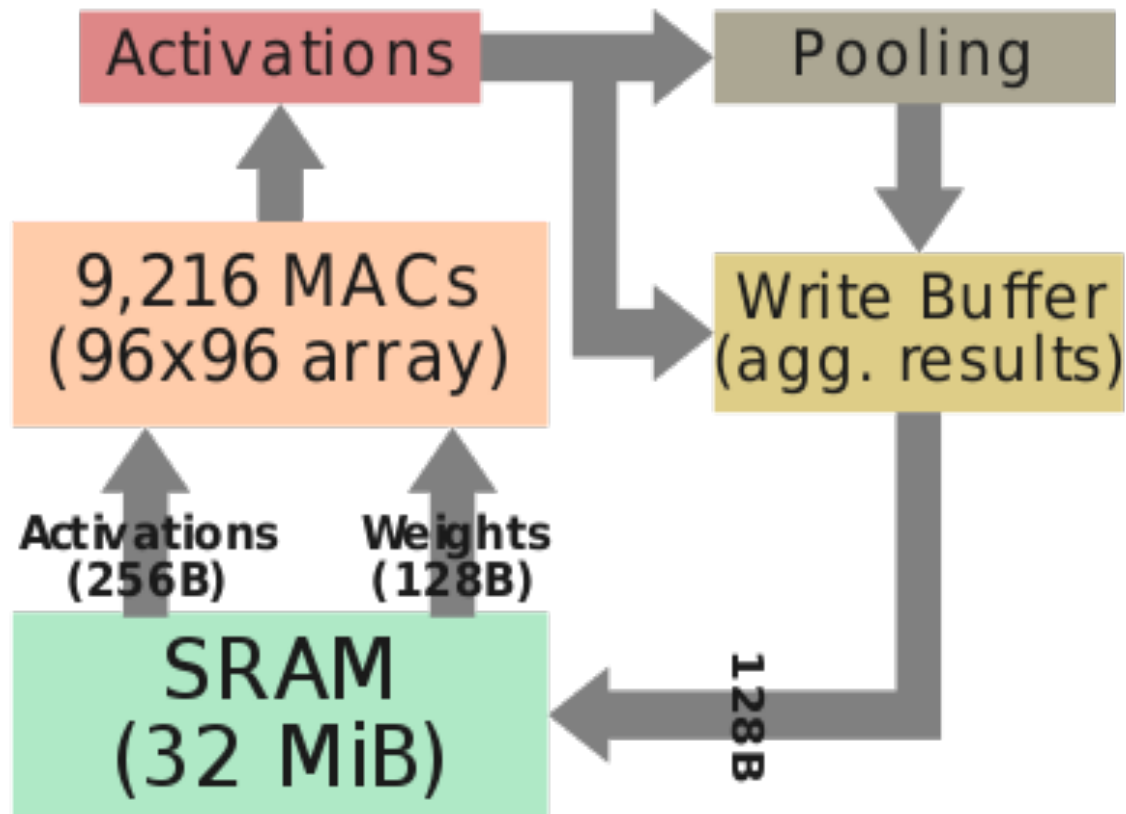 Activations
Pooling
9,216 MACs
(96x96 array)
Write Buffer
(agg. results)
Activations
(256B)
Weights
(128B)
SRAM
(32 MiB)
128B